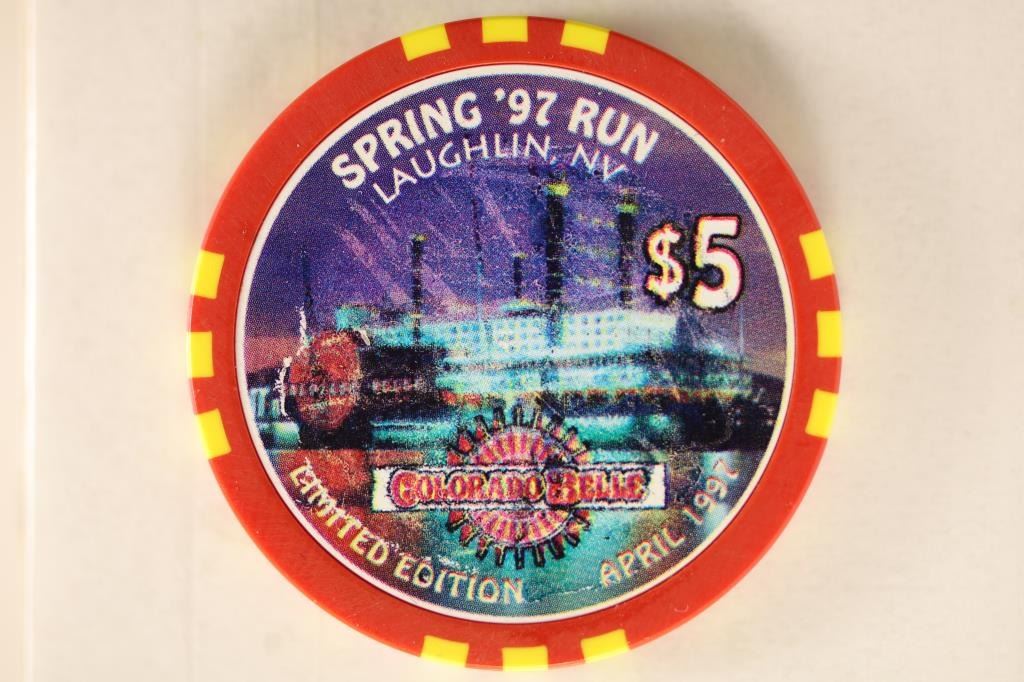 SPRING '97 RUN
LAUGHLIN, NV
$5
COLORADO BELLE
LIMITED EDITION
APRIL 1997